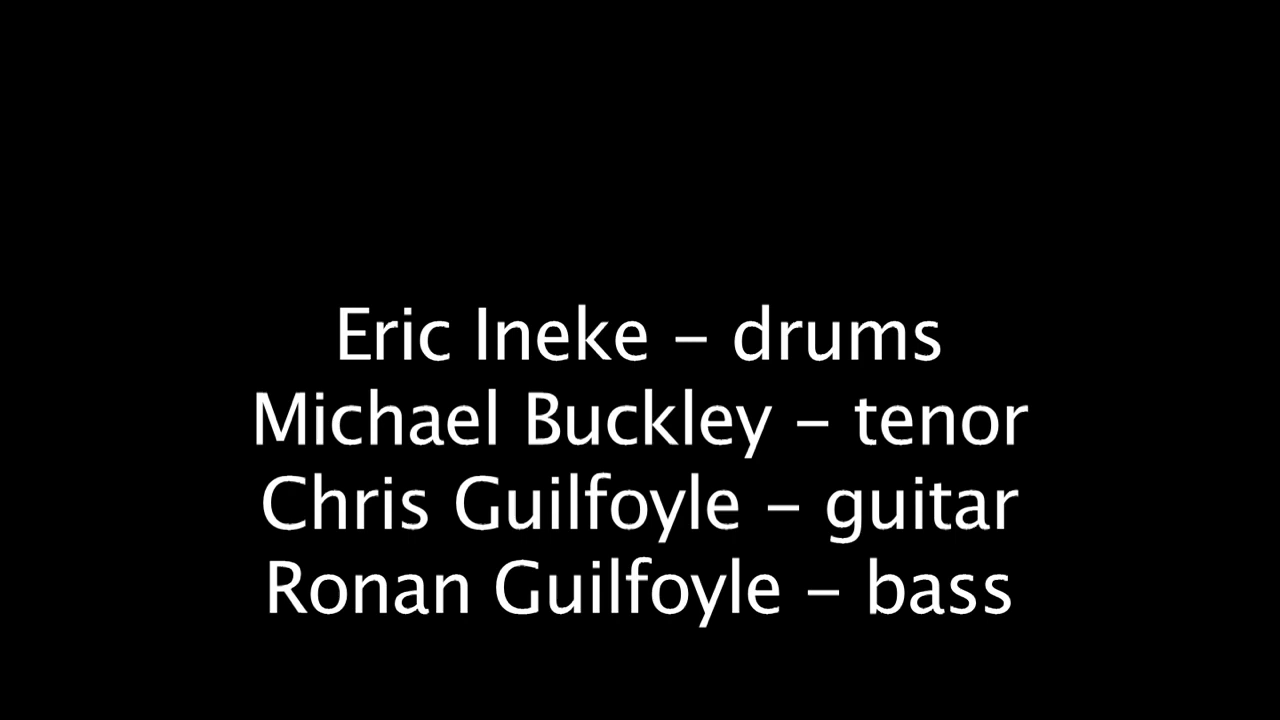 Eric Ineke – drums
Michael Buckley – tenor
Chris Guilfoyle – guitar
Ronan Guilfoyle – bass